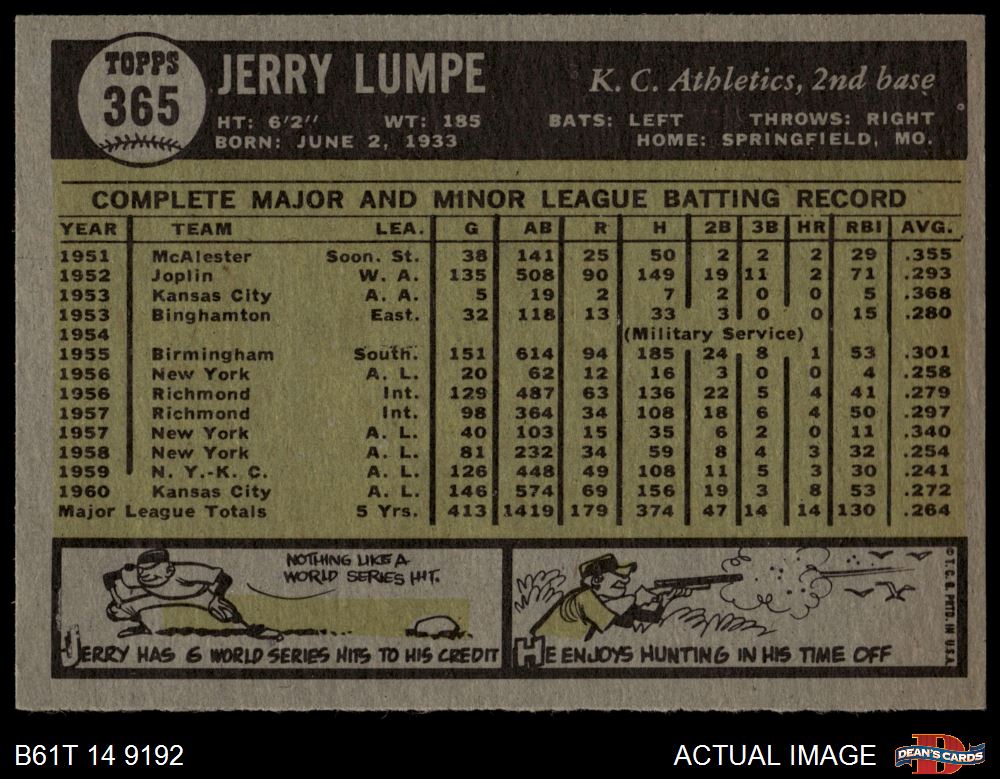 TOPPS
365
JERRY LUMPE
K. C. Athletics, 2nd base
HT: 6'2" WT: 185 BATS: LEFT THROWS: RIGHT
BORN: JUNE 2, 1933 HOME: SPRINGFIELD, MO.
COMPLETE MAJOR AND MINOR LEAGUE BATTING RECORD
YEAR TEAM LEA. G AB R H 2B 3B HR RBI AVG.
1951 McAlester Soon. St. 38 141 25 50 2 2 2 29 .355
1952 Joplin W. A. 135 508 90 149 19 11 2 71 .293
1953 Kansas City A. A. 5 19 2 7 2 0 0 5 .368
1953 Binghamton East. 32 118 13 33 3 0 0 15 .280
1954 (Military Service)
1955 Birmingham South. 151 614 94 185 24 8 1 53 .301
1956 New York A. L. 20 62 12 16 3 0 0 4 .258
1956 Richmond Int. 129 487 63 136 22 5 4 41 .279
1957 Richmond Int. 98 364 34 108 18 6 4 50 .297
1957 New York A. L. 40 103 15 35 6 2 0 11 .340
1958 New York A. L. 81 232 34 59 8 4 3 32 .254
1959 N. Y.-K. C. A. L. 126 448 49 108 11 5 3 30 .241
1960 Kansas City A. L. 146 574 69 156 19 3 8 53 .272
Major League Totals 5 Yrs. 413 1419 179 374 47 14 14 130 .264
NOTHING LIKE A
WORLD SERIES HIT.
JERRY HAS 6 WORLD SERIES HITS TO HIS CREDIT
HE ENJOYS HUNTING IN HIS TIME OFF
© T. C. G. PRTD. IN U.S.A.
B61T 14 9192
ACTUAL IMAGE
D
DEAN'S CARDS